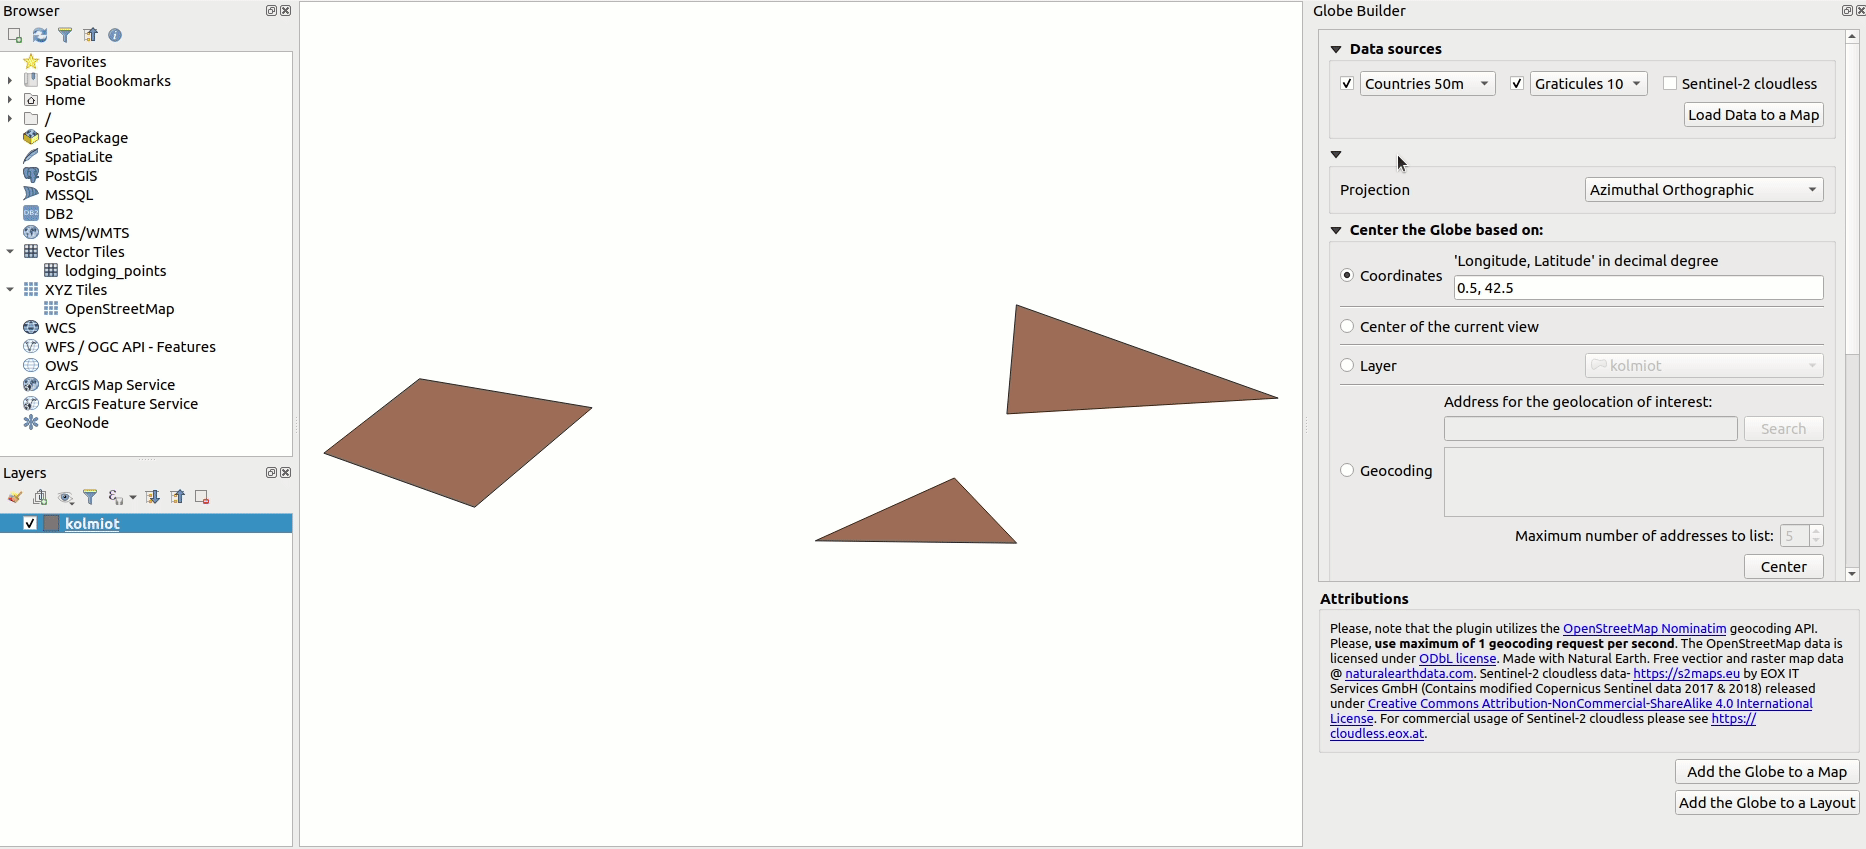 Browser
Favorites
Spatial Bookmarks
Home
/
GeoPackage
SpatiaLite
PostGIS
MSSQL
DB2
DB2
WMS/WMTS
Vector Tiles
lodging_points
XYZ Tiles
OpenStreetMap
WCS
WFS / OGC API - Features
OWS
ArcGIS Map Service
ArcGIS Feature Service
GeoNode
Layers
kolmiot
Globe Builder
Data sources
Countries 50m
Graticules 10
Sentinel-2 cloudless
Load Data to a Map
Projection
Azimuthal Orthographic
Center the Globe based on:
'Longitude, Latitude' in decimal degree
Coordinates
0.5, 42.5
Center of the current view
Layer
kolmiot
Address for the geolocation of interest:
Search
Geocoding
Maximum number of addresses to list: 5
Center
Attributions
Please, note that the plugin utilizes the OpenStreetMap Nominatim geocoding API.
Please, use maximum of 1 geocoding request per second. The OpenStreetMap data is
licensed under ODbL license. Made with Natural Earth. Free vectior and raster map data
@ naturalearthdata.com. Sentinel-2 cloudless data- https://s2maps.eu by EOX IT
Services GmbH (Contains modified Copernicus Sentinel data 2017 & 2018) released
under Creative Commons Attribution-NonCommercial-ShareAlike 4.0 International
License. For commercial usage of Sentinel-2 cloudless please see https://
cloudless.eox.at.
Add the Globe to a Map
Add the Globe to a Layout